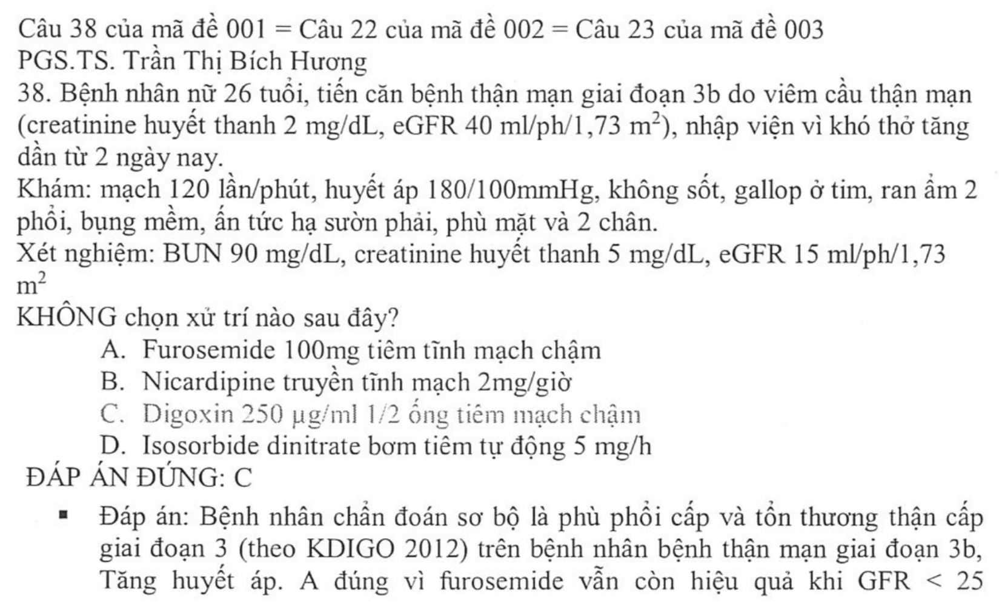 Câu 38 của mã đề 001 = Câu 22 của mã đề 002 = Câu 23 của mã đề 003
PGS.TS. Trần Thị Bích Hương
38. Bệnh nhân nữ 26 tuổi, tiến căn bệnh thận mạn giai đoạn 3b do viêm cầu thận mạn
(creatinine huyết thanh 2 mg/dL, eGFR 40 ml/ph/1,73 m²), nhập viện vì khó thở tăng
dần từ 2 ngày nay.
Khám: mạch 120 lần/phút, huyết áp 180/100mmHg, không sốt, gallop ở tim, ran ẩm 2
phổi, bụng mềm, ấn tức hạ sườn phải, phù mặt và 2 chân.
Xét nghiệm: BUN 90 mg/dL, creatinine huyết thanh 5 mg/dL, eGFR 15 ml/ph/1,73
m²
KHÔNG chọn xử trí nào sau đây?
A. Furosemide 100mg tiêm tĩnh mạch chậm
B. Nicardipine truyền tĩnh mạch 2mg/giờ
C. Digoxin 250 µg/ml 1/2 ống tiêm mạch chậm
D. Isosorbide dinitrate bơm tiêm tự động 5 mg/h
ĐÁP ÁN ĐÚNG: C
▪ Đáp án: Bệnh nhân chẩn đoán sơ bộ là phù phổi cấp và tổn thương thận cấp
giai đoạn 3 (theo KDIGO 2012) trên bệnh nhân bệnh thận mạn giai đoạn 3b,
Tăng huyết áp. A đúng vì furosemide vẫn còn hiệu quả khi GFR < 25